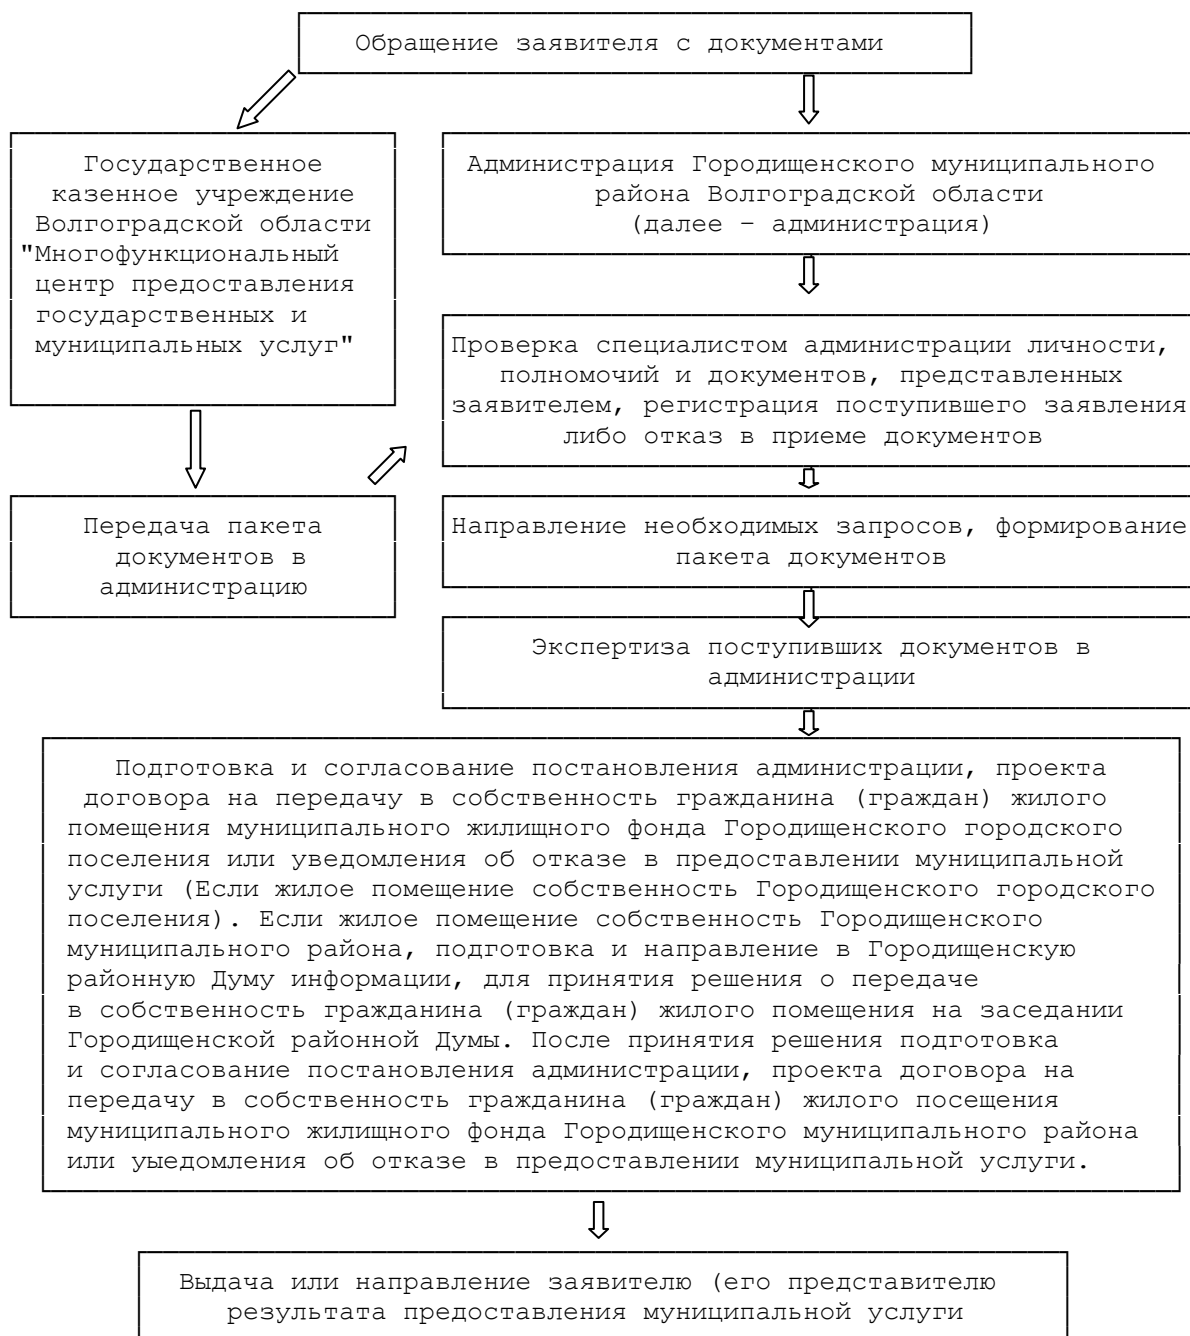 Обращение заявителя с документами
Государственное
казенное учреждение
Волгоградской области
"Многофункциональный
центр предоставления
государственных и
муниципальных услуг"
Администрация Городищенского муниципального
района Волгоградской области
(далее – администрация)
Проверка специалистом администрации личности,
полномочий и документов, представленных
заявителем, регистрация поступившего заявления
либо отказ в приеме документов
Передача пакета
документов в
администрацию
Направление необходимых запросов, формирование
пакета документов
Экспертиза поступивших документов в
администрации
Подготовка и согласование постановления администрации, проекта
договора на передачу в собственность гражданина (граждан) жилого
помещения муниципального жилищного фонда Городищенского городского
поселения или уведомления об отказе в предоставлении муниципальной
услуги (Если жилое помещение собственность Городищенского городского
поселения). Если жилое помещение собственность Городищенского
муниципального района, подготовка и направление в Городищенскую
районную Думу информации, для принятия решения о передаче
в собственность гражданина (граждан) жилого помещения на заседании
Городищенской районной Думы. После принятия решения подготовка
и согласование постановления администрации, проекта договора на
передачу в собственность гражданина (граждан) жилого посещения
муниципального жилищного фонда Городищенского муниципального района
или уыедомления об отказе в предоставлении муниципальной услуги.
Выдача или направление заявителю (его представителю
результата предоставления муниципальной услуги